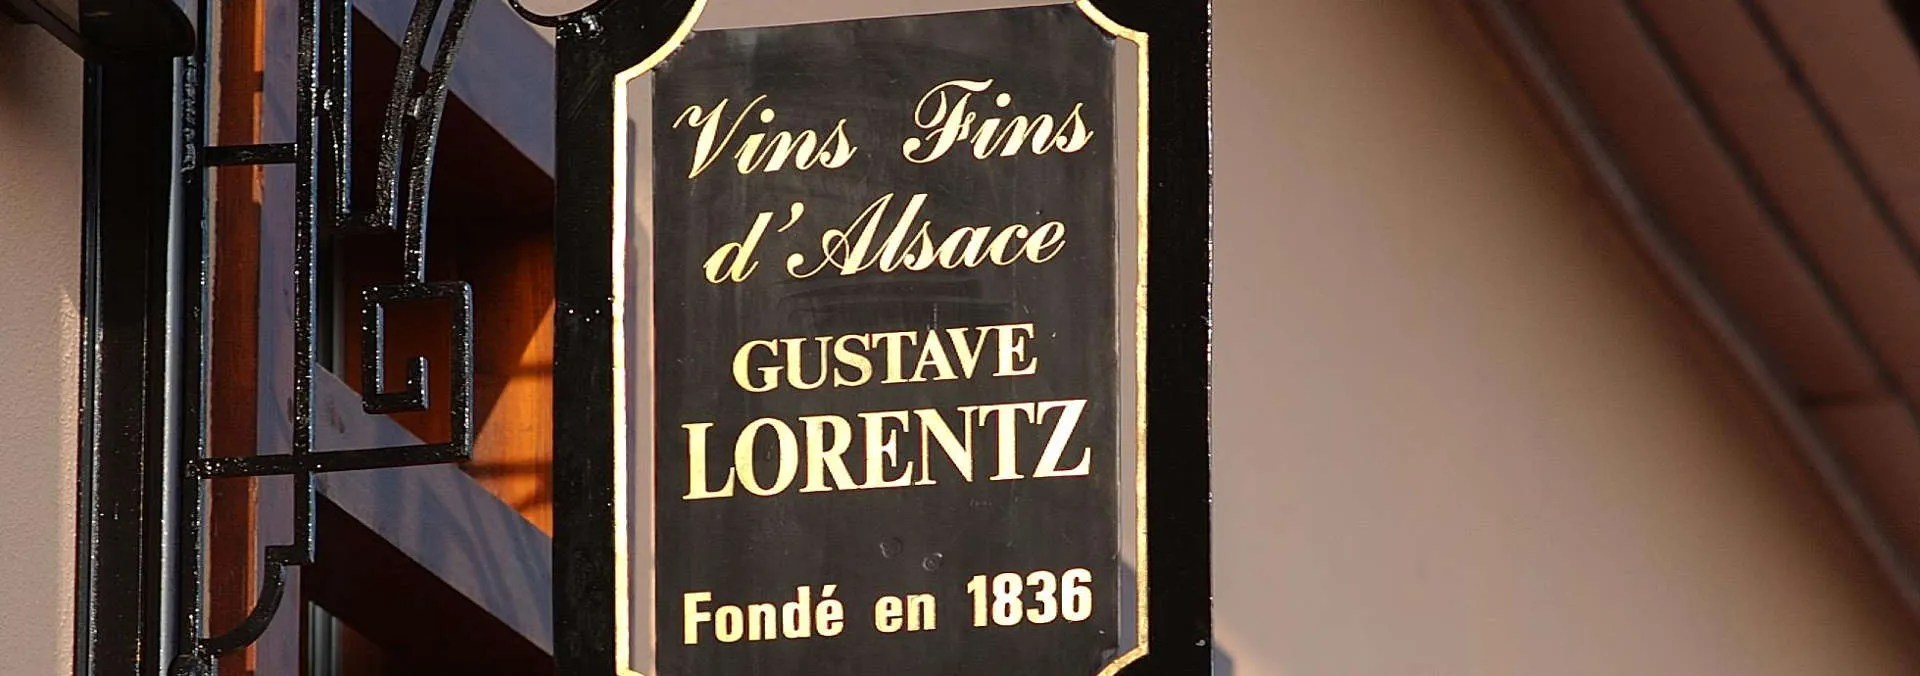 Vins Fins
d'Alsace
GUSTAVE
LORENTZ
Fondé en 1836